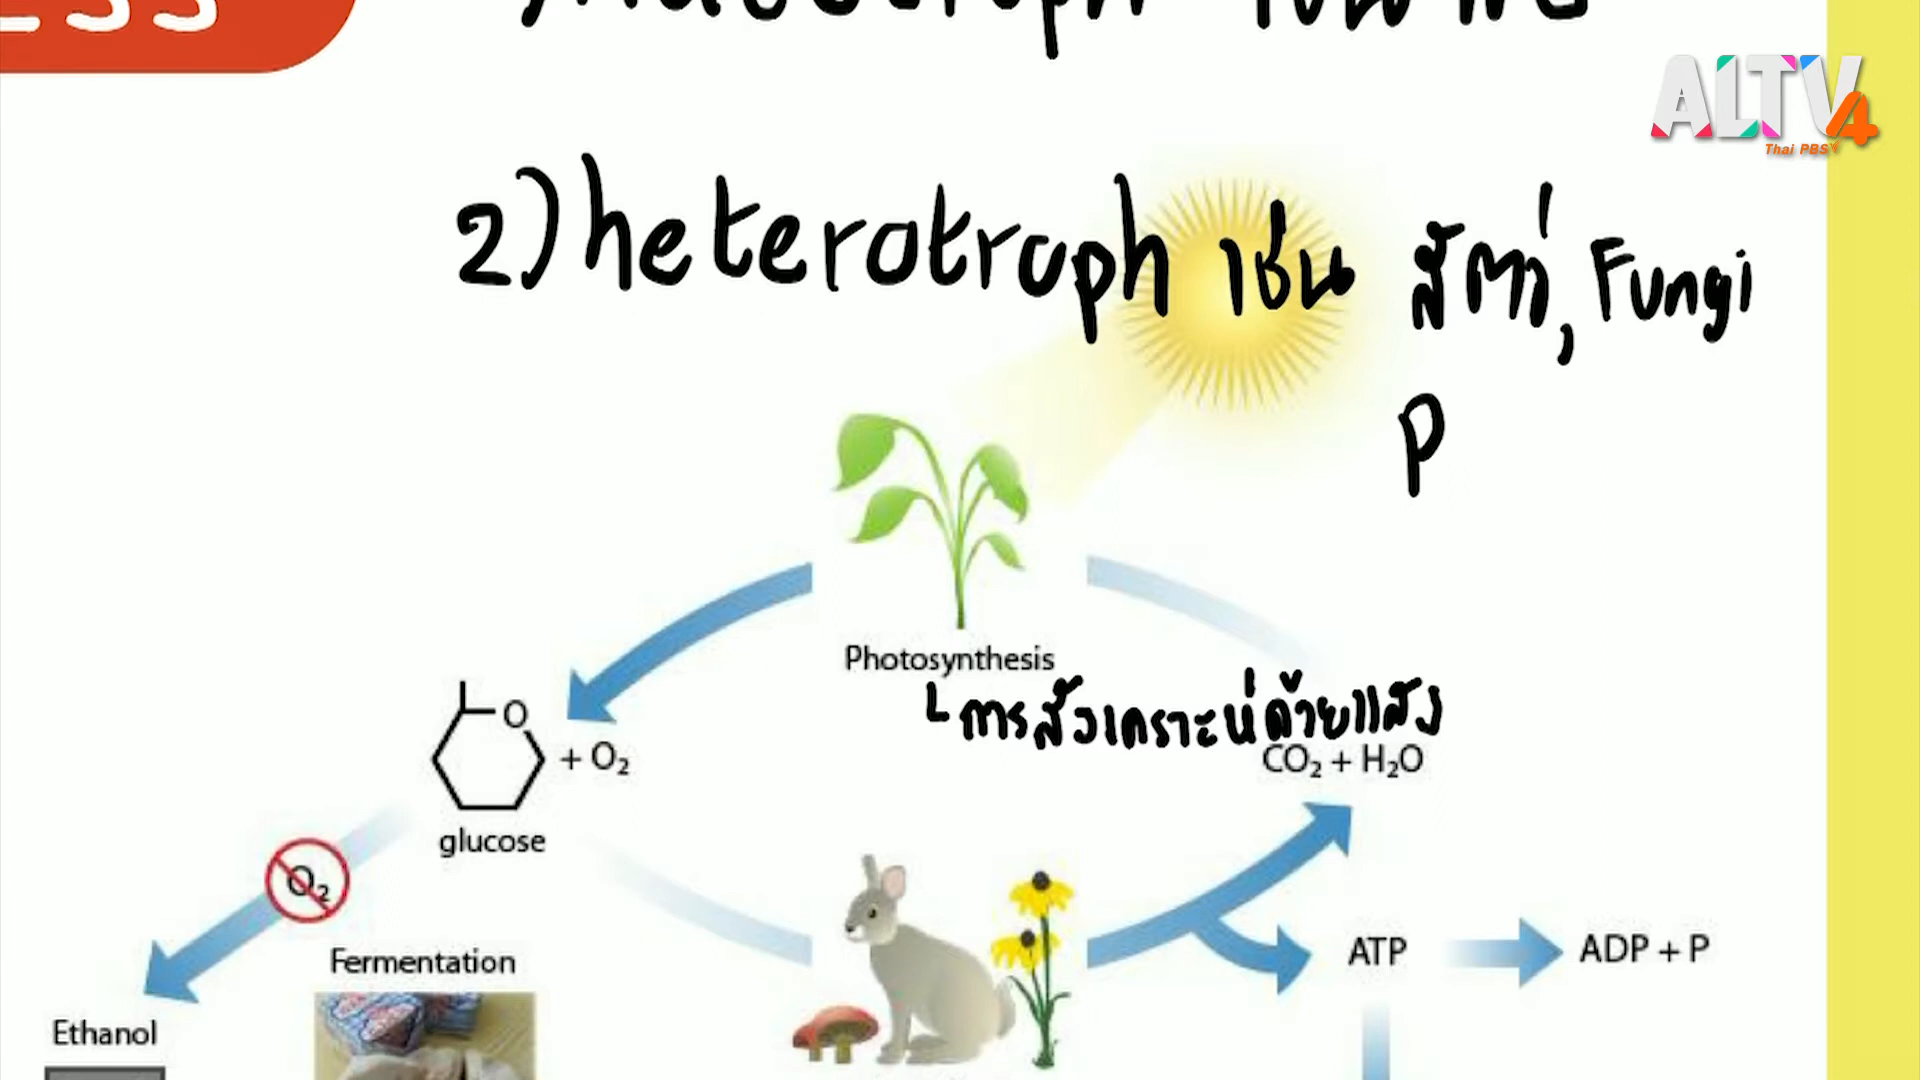 ALTV4
Thai PBS
2) heterotroph เช่น สัตว์, Fungi
P
Photosynthesis
การสังเคราะห์ด้วยแสง
O
+ O₂
CO₂ + H₂O
glucose
O₂
Fermentation
ATP
ADP + P
Ethanol